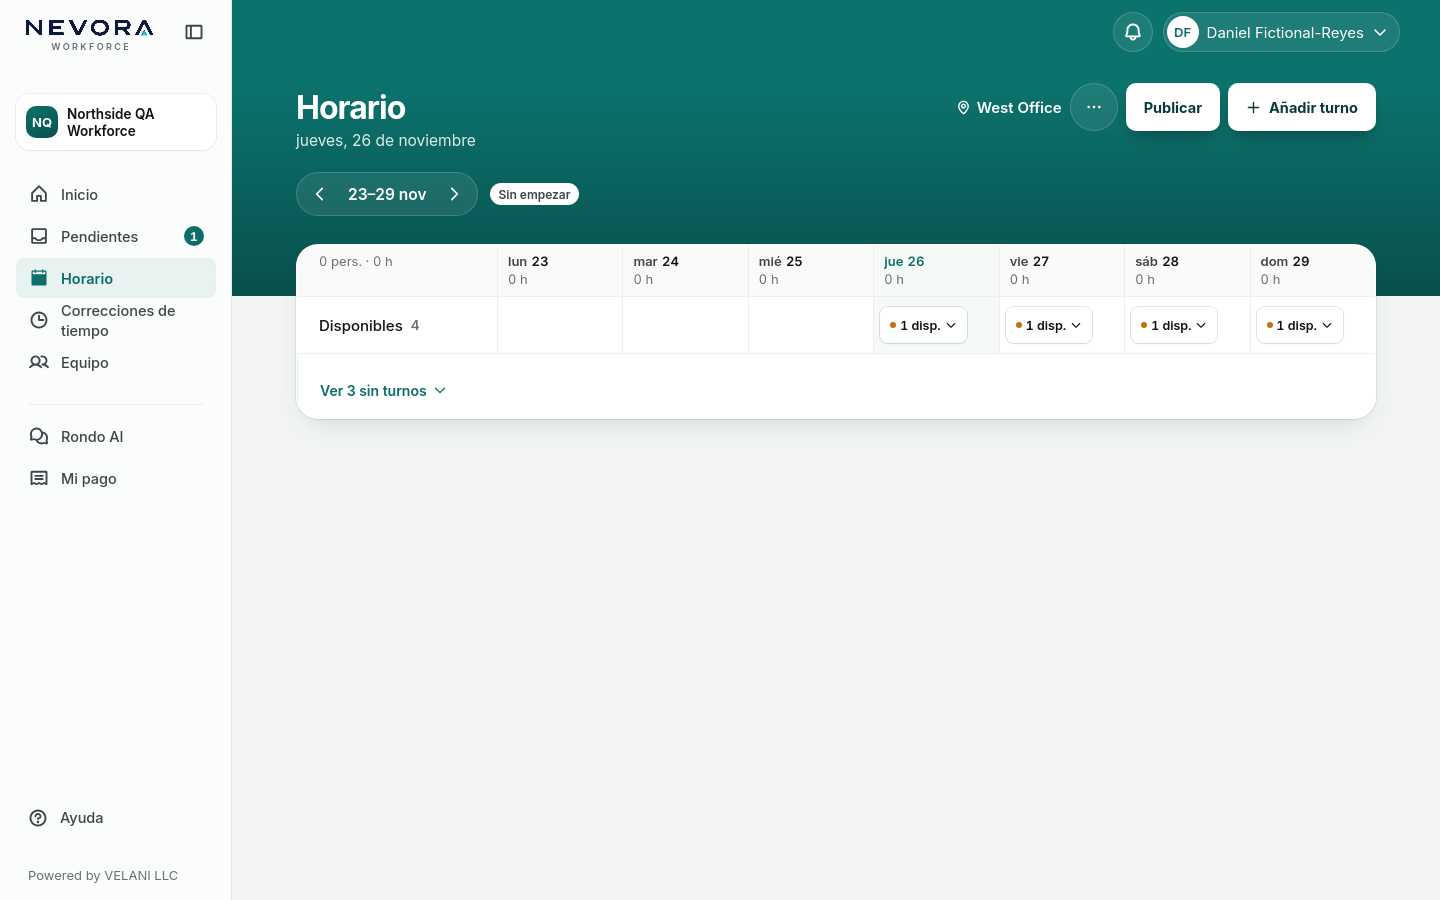 NEVORA
WORKFORCE
NQ
Northside QA
Workforce
Inicio
Pendientes 1
Horario
Correcciones de
tiempo
Equipo
Rondo AI
Mi pago
Ayuda
Powered by VELANI LLC
DF Daniel Fictional-Reyes
Horario
jueves, 26 de noviembre
West Office
Publicar
Añadir turno
23–29 nov
Sin empezar
0 pers. · 0 h
lun 23
0 h
mar 24
0 h
mié 25
0 h
jue 26
0 h
vie 27
0 h
sáb 28
0 h
dom 29
0 h
Disponibles 4
1 disp.
1 disp.
1 disp.
1 disp.
Ver 3 sin turnos